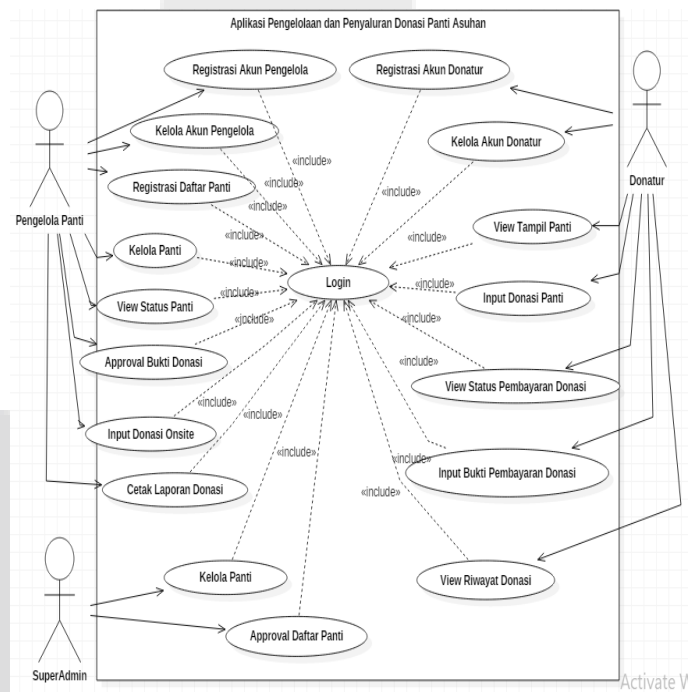 Aplikasi Pengelolaan dan Penyaluran Donasi Panti Asuhan
Registrasi Akun Pengelola
Registrasi Akun Donatur
Kelola Akun Pengelola
Kelola Akun Donatur
«include»
Donatur
Registrasi Daftar Panti
«include»
«include»
«include»
Pengelola Panti
View Tampil Panti
«include»
«include»
Kelola Panti
«include»
Login
«include»
«include»
Input Donasi Panti
View Status Panti
«include»
«include»
Approval Bukti Donasi
«include»
View Status Pembayaran Donasi
«include»
«include»
Input Donasi Onsite
«include»
«include»
Input Bukti Pembayaran Donasi
Cetak Laporan Donasi
«include»
Kelola Panti
View Riwayat Donasi
Approval Daftar Panti
SuperAdmin
Activate W